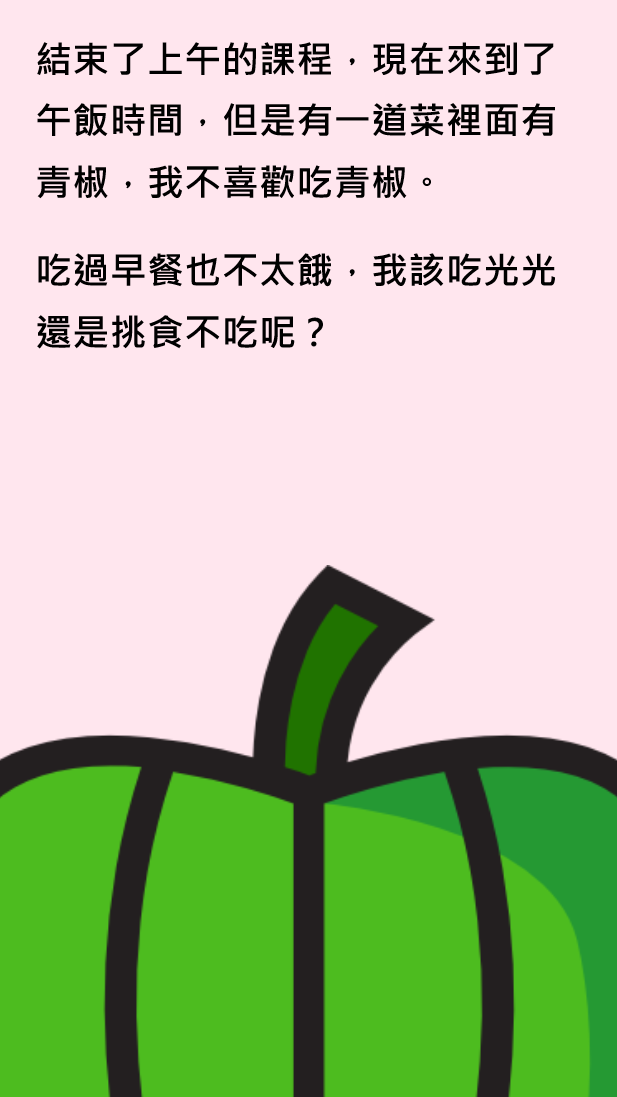 結束了上午的課程，現在來到了
午飯時間，但是有一道菜裡面有
青椒，我不喜歡吃青椒。
吃過早餐也不太餓，我該吃光光
還是挑食不吃呢？